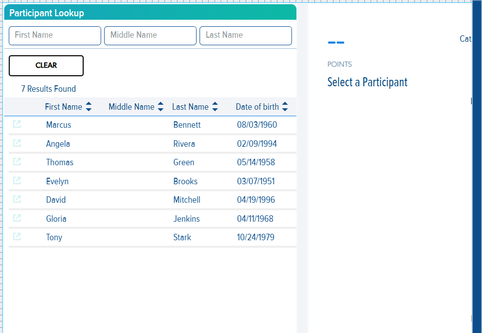 Participant Lookup
First Name Middle Name Last Name
CLEAR
7 Results Found
First Name Middle Name Last Name Date of birth
Marcus Bennett 08/03/1960
Angela Rivera 02/09/1994
Thomas Green 05/14/1958
Evelyn Brooks 03/07/1951
David Mitchell 04/19/1996
Gloria Jenkins 04/11/1968
Tony Stark 10/24/1979
--
Cat
POINTS
Select a Participant